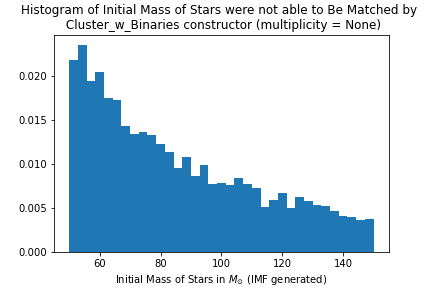 Histogram of Initial Mass of Stars were not able to Be Matched by
Cluster_w_Binaries constructor (multiplicity = None)
0.020
0.015
0.010
0.005
0.000
60 80 100 120 140
Initial Mass of Stars in M⊙ (IMF generated)